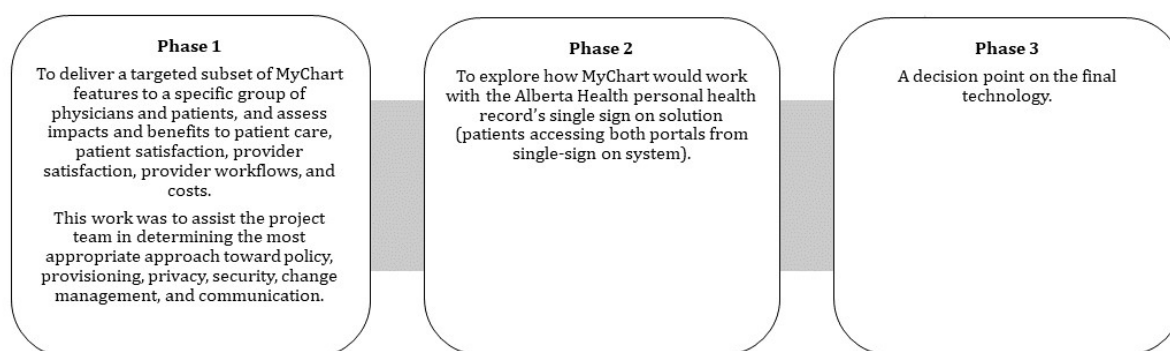 Phase 1
To deliver a targeted subset of MyChart
features to a specific group of
physicians and patients, and assess
impacts and benefits to patient care,
patient satisfaction, provider
satisfaction, provider workflows, and
costs.
This work was to assist the project
team in determining the most
appropriate approach toward policy,
provisioning, privacy, security, change
management, and communication.
Phase 2
To explore how MyChart would work
with the Alberta Health personal health
record's single sign on solution
(patients accessing both portals from
single-sign on system).
Phase 3
A decision point on the final
technology.